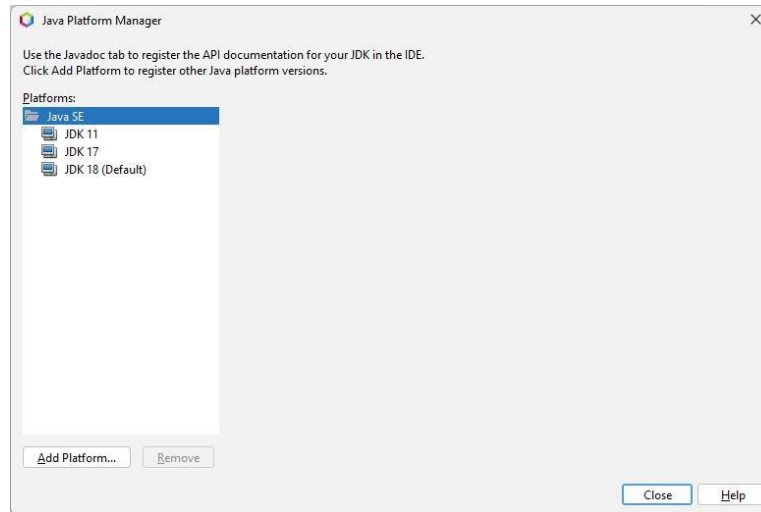 Java Platform Manager
Use the Javadoc tab to register the API documentation for your JDK in the IDE.
Click Add Platform to register other Java platform versions.
Platforms:
Java SE
JDK 11
JDK 17
JDK 18 (Default)
Add Platform... Remove
Close Help